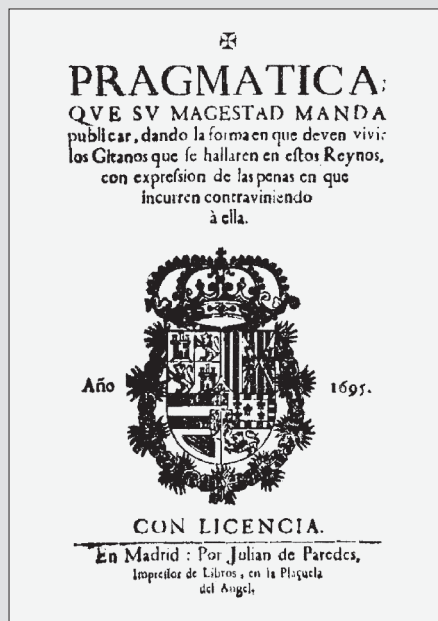 PRAGMATICA;
QVE SV MAGESTAD MANDA
publicar, dando la forma en que deven vivir
los Gitanos que se hallaren en estos Reynos,
con expression de las penas en que
incurren contraviniendo
à ella.
Año 1695.
CON LICENCIA.
En Madrid : Por Julian de Paredes,
Impressor de Libros, en la Plaçuela
del Angel,